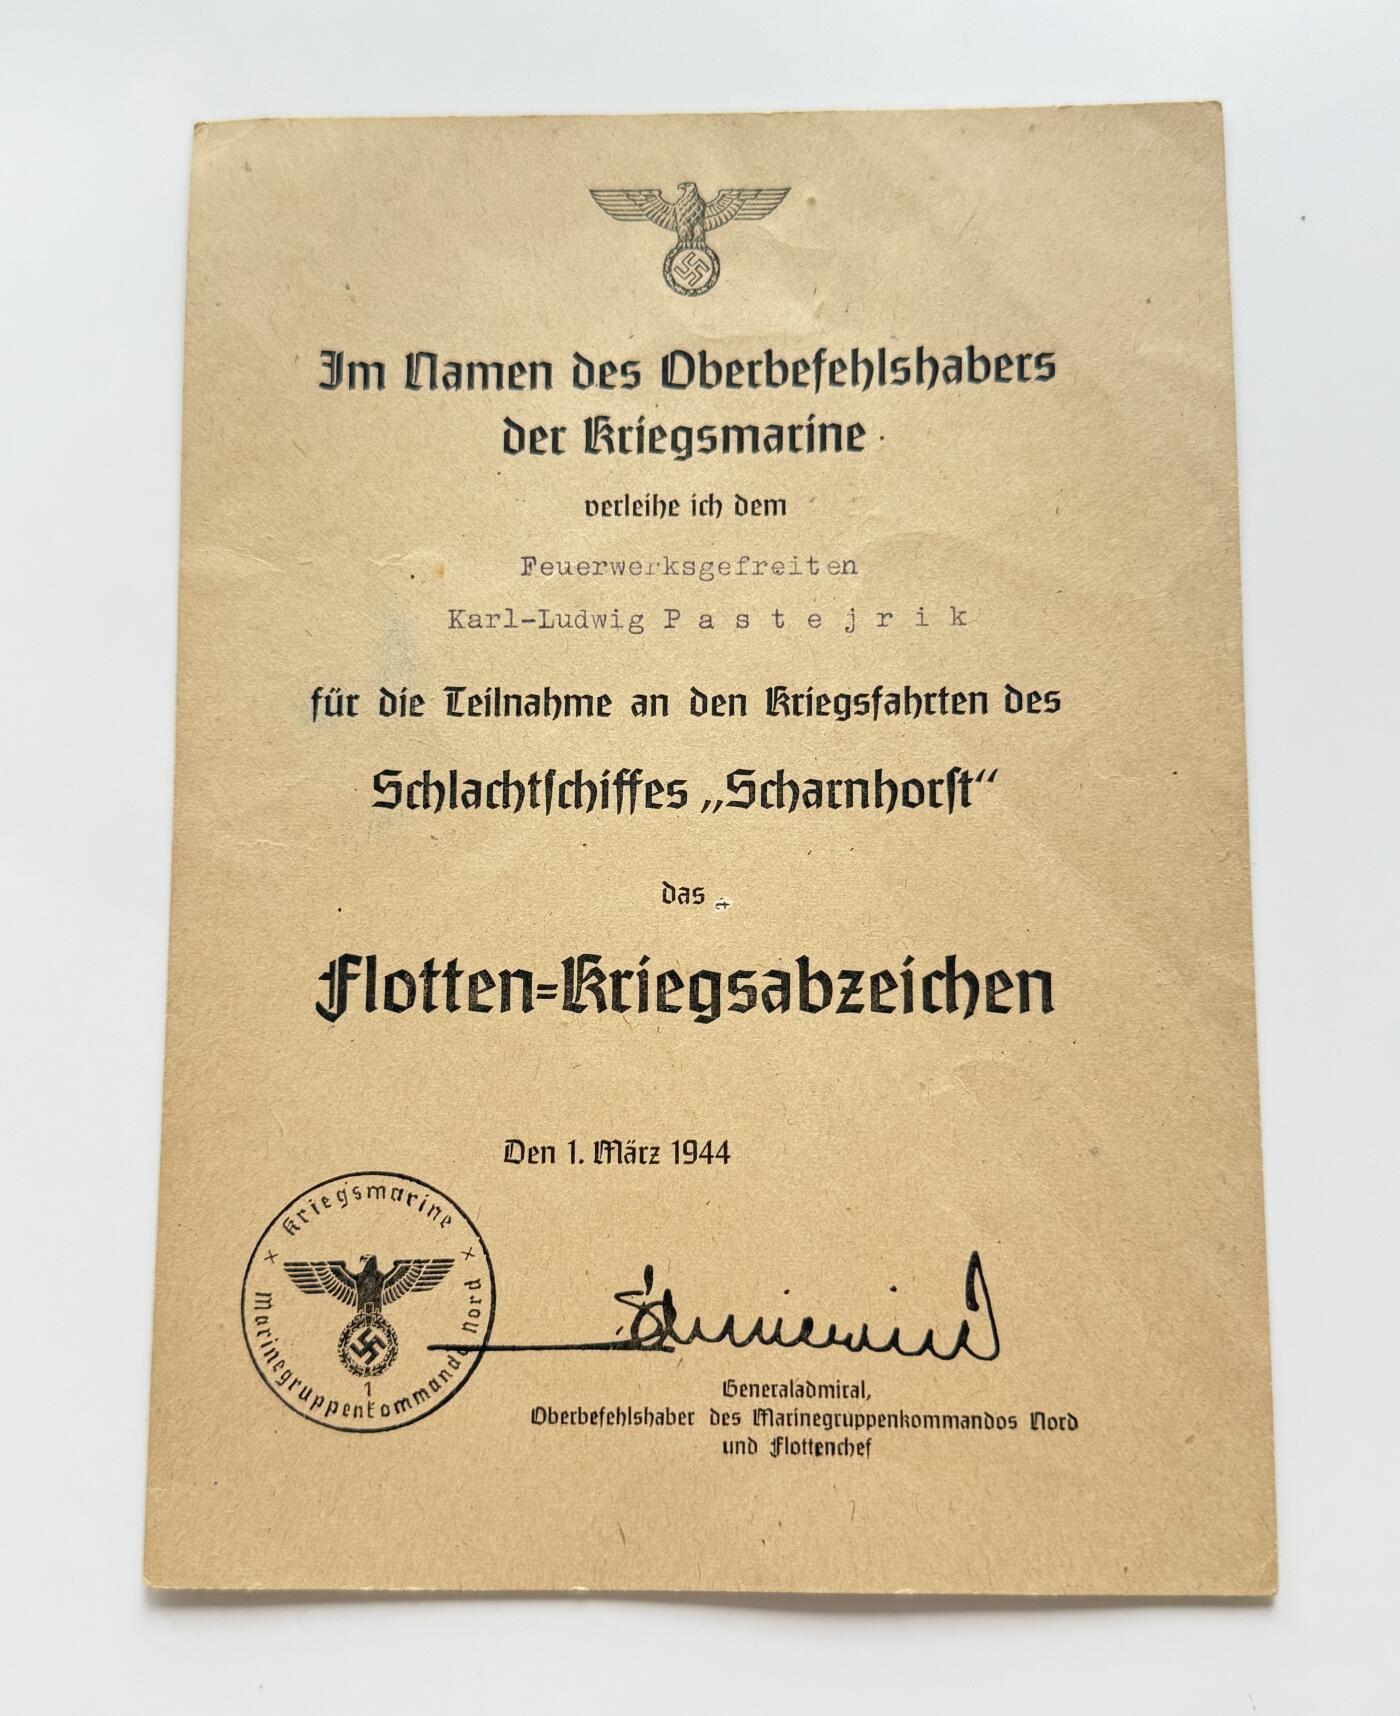 Im Namen des Oberbefehlshabers
der Kriegsmarine
verleihe ich dem
Feuerwerksgefreiten
Karl-Ludwig P a s t e j r i k
für die Teilnahme an den Kriegsfahrten des
Schlachtschiffes „Scharnhorst“
das
Flotten=Kriegsabzeichen
Den 1. März 1944
Kriegsmarine
Marinegruppenkommando Nord
1
Generaladmiral,
Oberbefehlshaber des Marinegruppenkommandos Nord
und Flottenchef